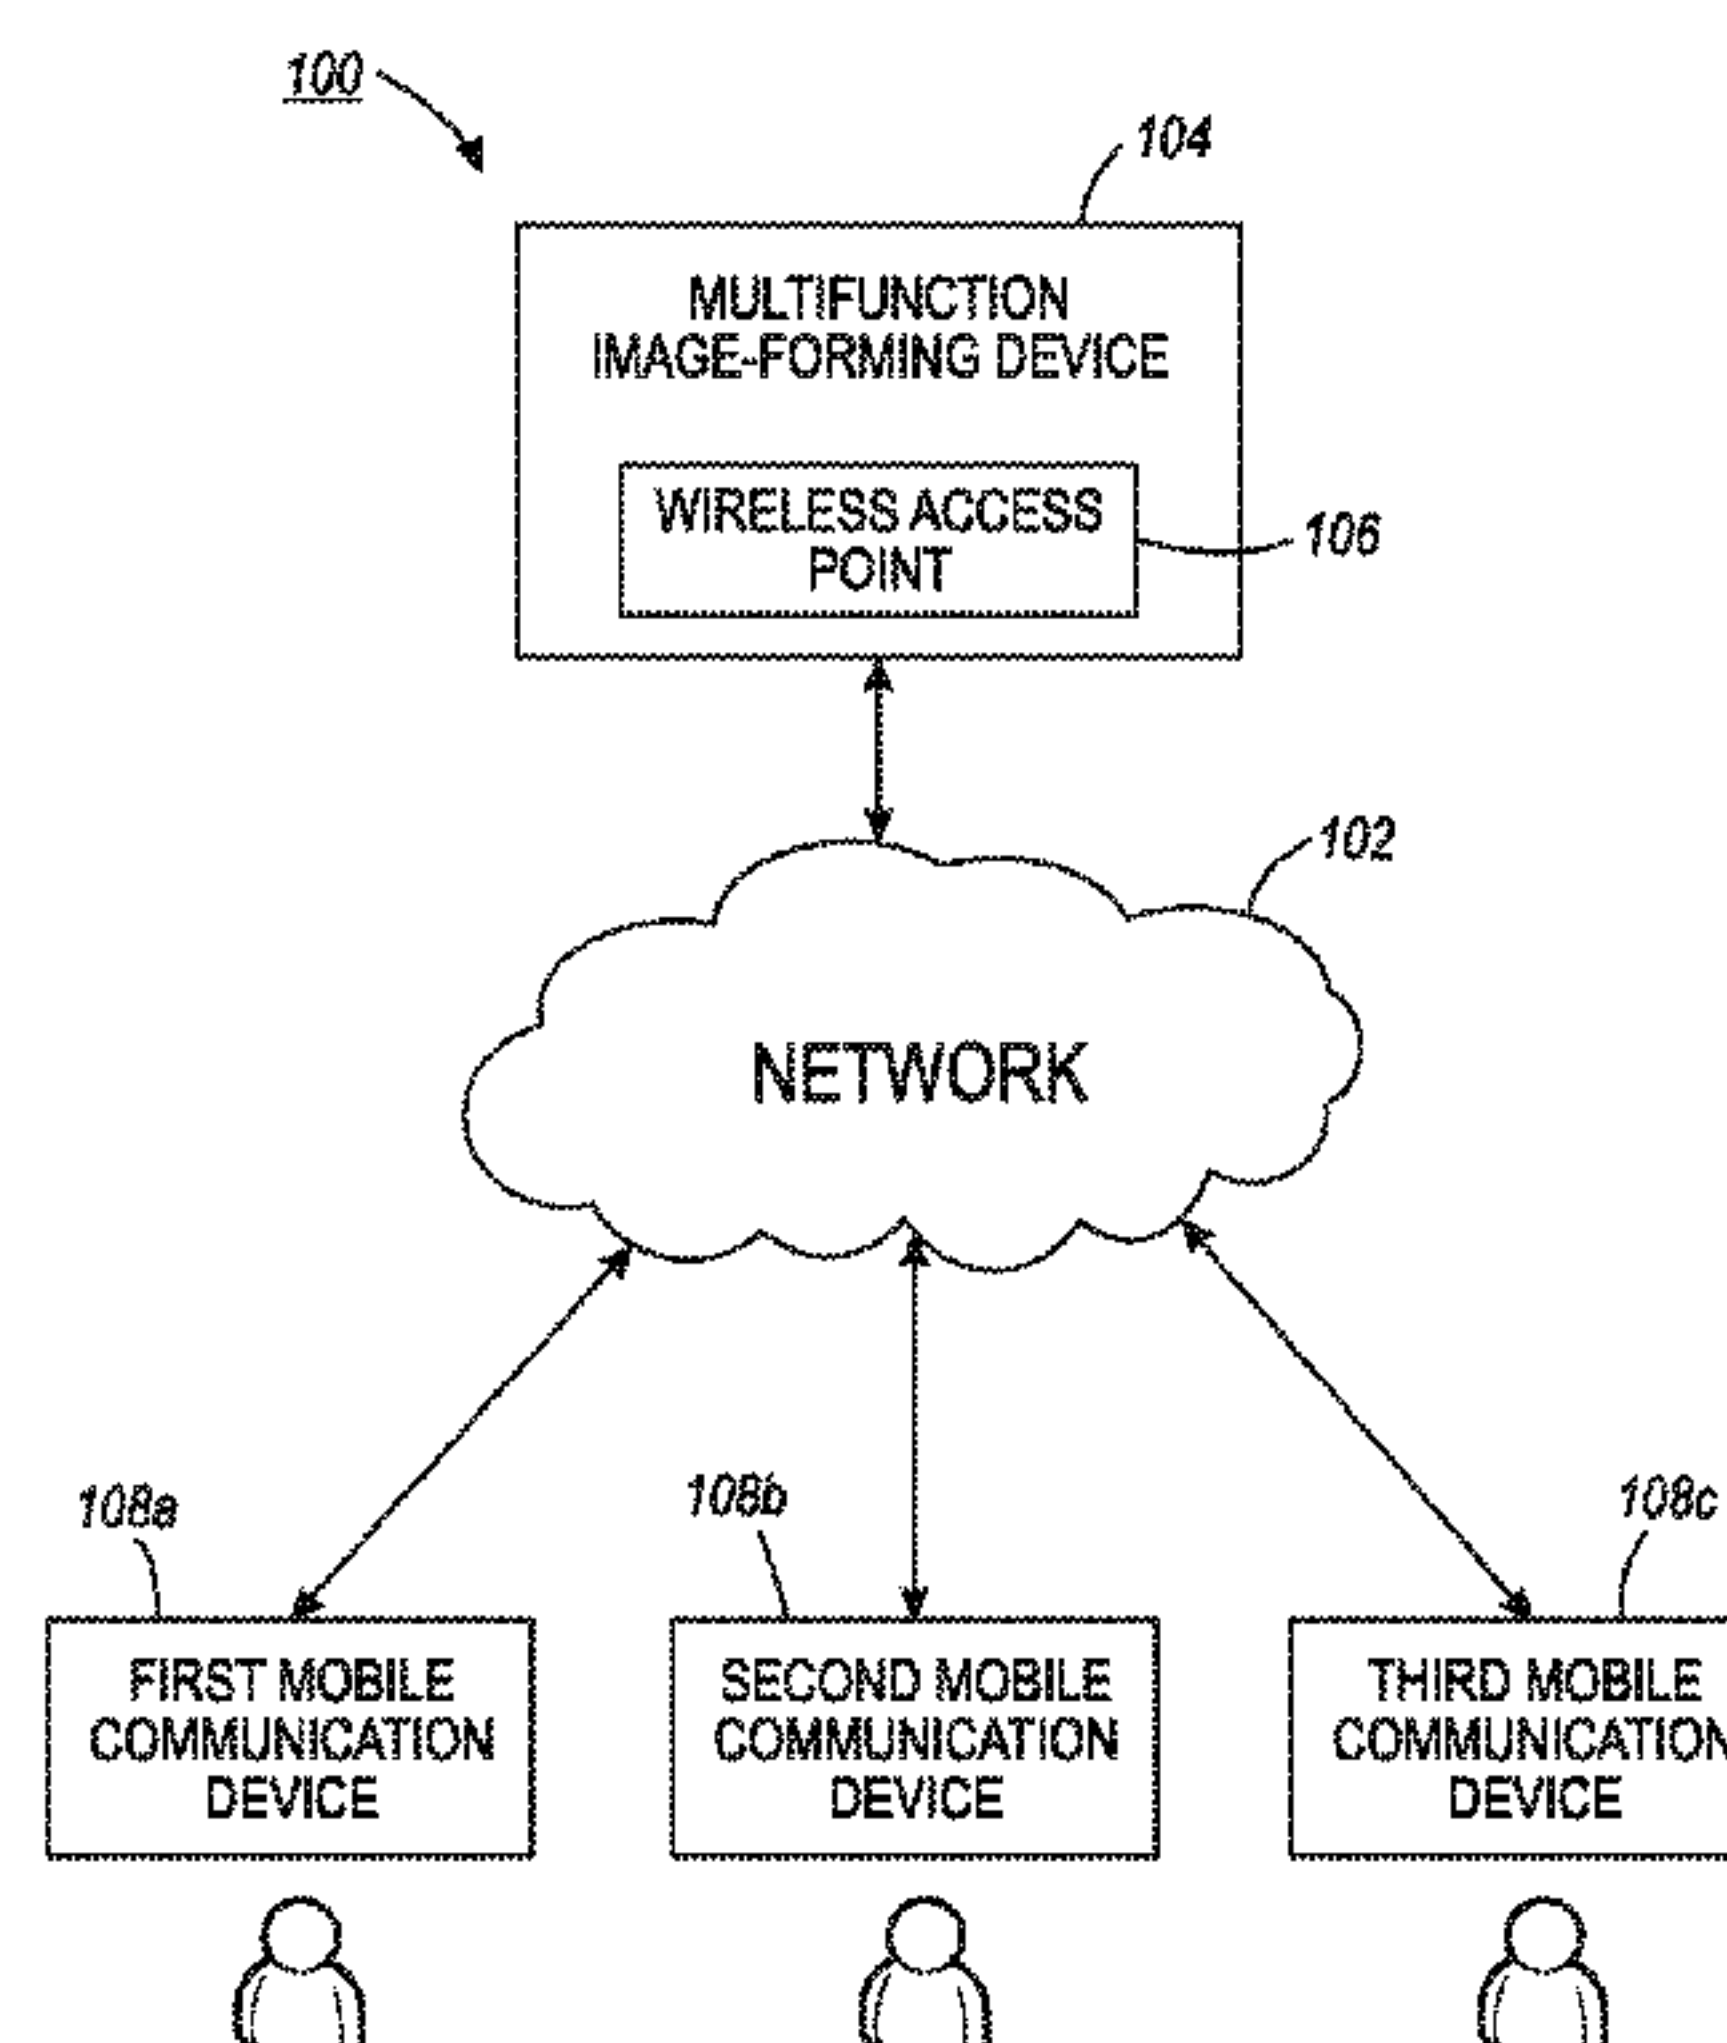 100
104
MULTIFUNCTION
IMAGE-FORMING DEVICE
WIRELESS ACCESS
POINT
106
102
NETWORK
108a
108b
108c
FIRST MOBILE
COMMUNICATION
DEVICE
SECOND MOBILE
COMMUNICATION
DEVICE
THIRD MOBILE
COMMUNICATION
DEVICE